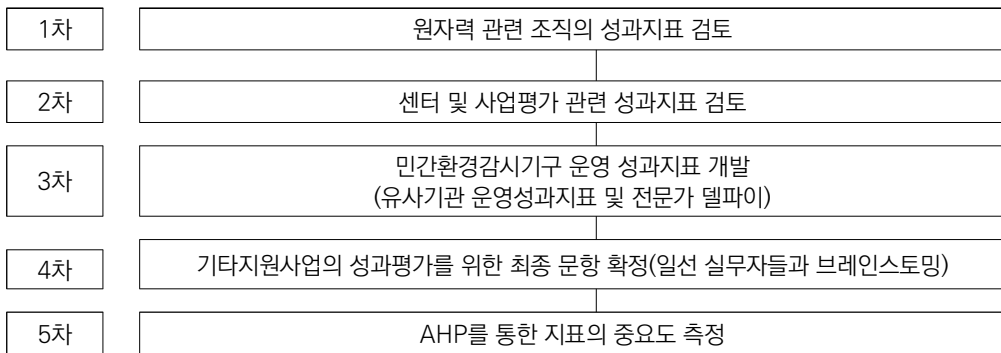 1차
원자력 관련 조직의 성과지표 검토
2차
센터 및 사업평가 관련 성과지표 검토
3차
민간환경감시기구 운영 성과지표 개발
(유사기관 운영성과지표 및 전문가 델파이)
4차
기타지원사업의 성과평가를 위한 최종 문항 확정(일선 실무자들과 브레인스토밍)
5차
AHP를 통한 지표의 중요도 측정